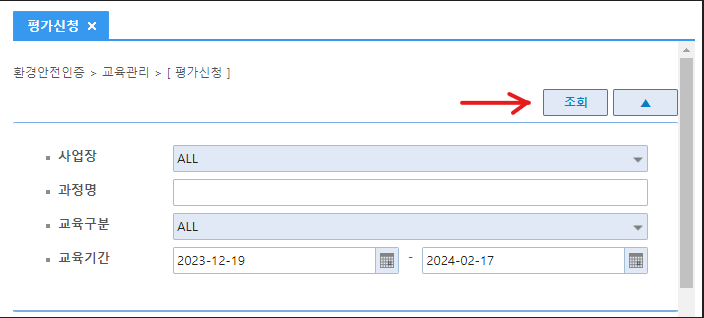 평가신청 ×
환경안전인증 > 교육관리 > [ 평가신청 ]
조회 ▲
사업장 ALL
과정명
교육구분 ALL
교육기간 2023-12-19 - 2024-02-17